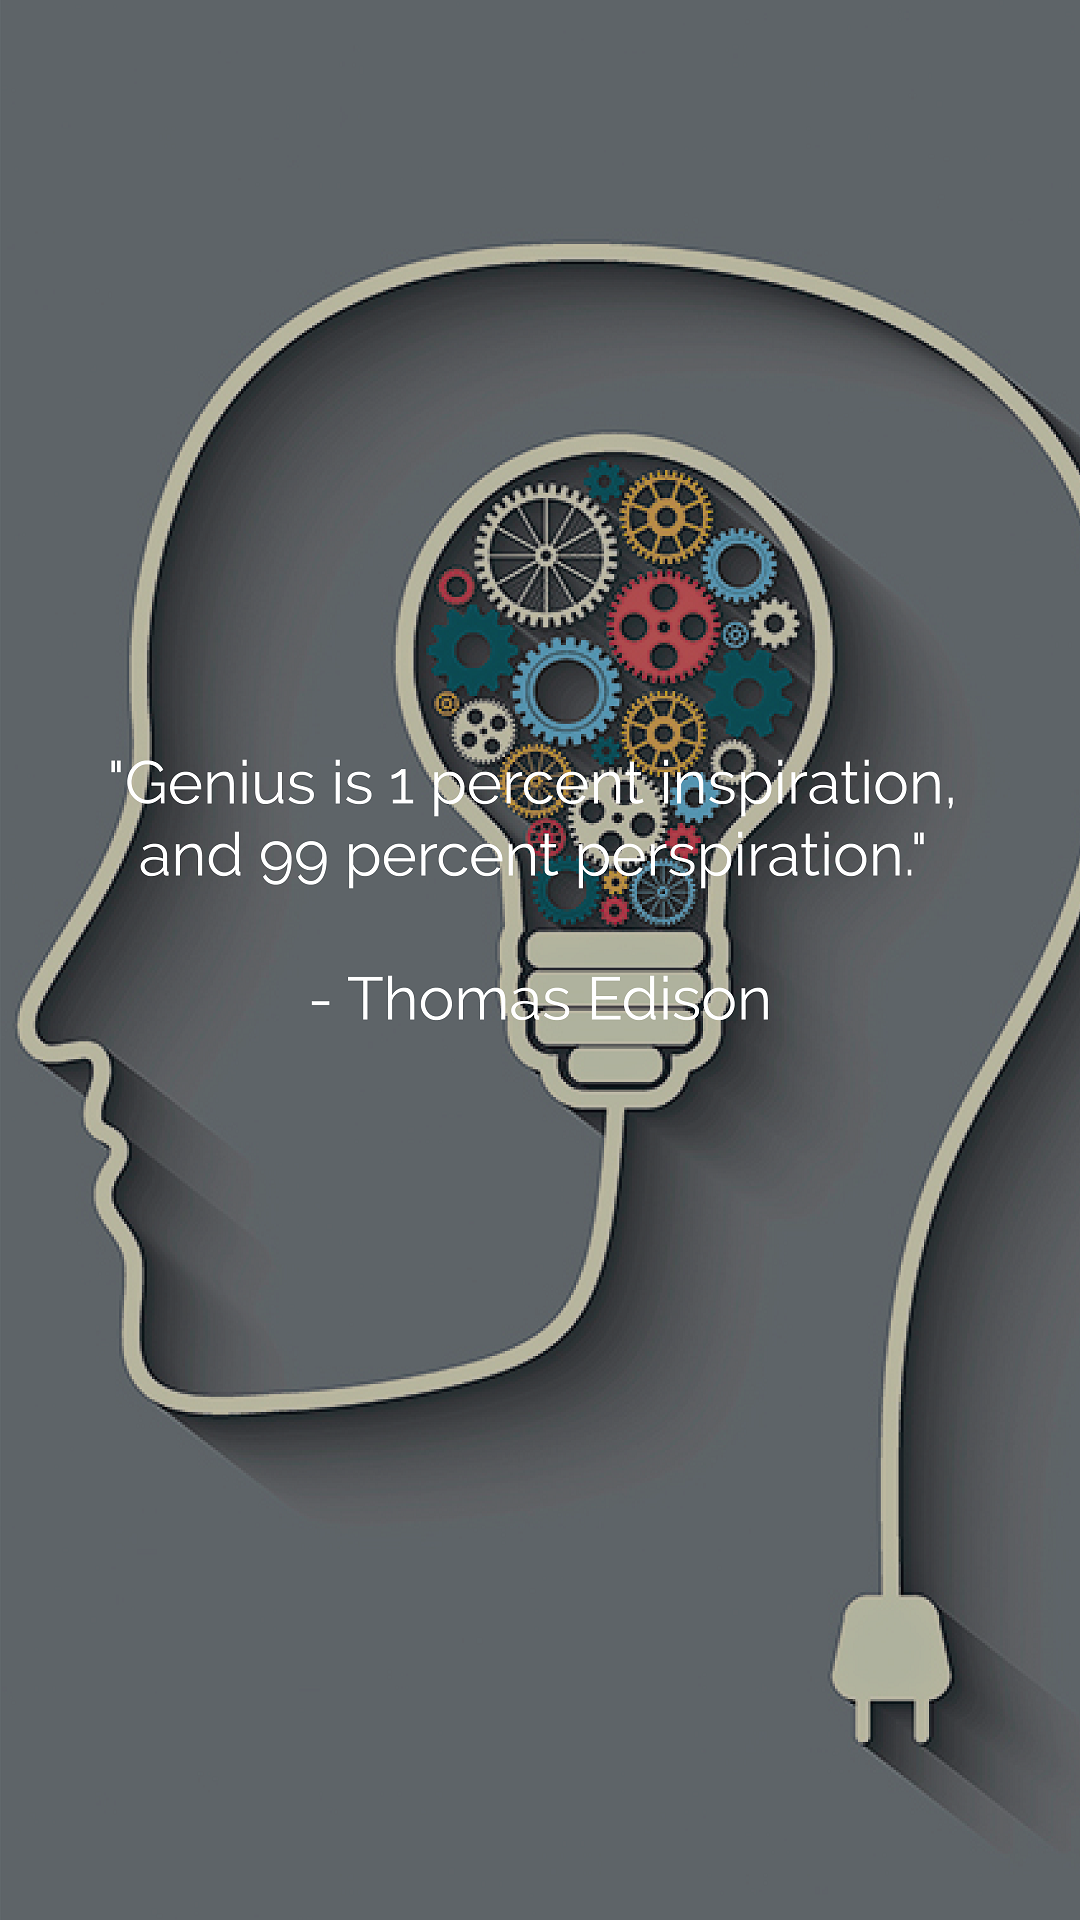 "Genius is 1 percent inspiration,
and 99 percent perspiration."
- Thomas Edison